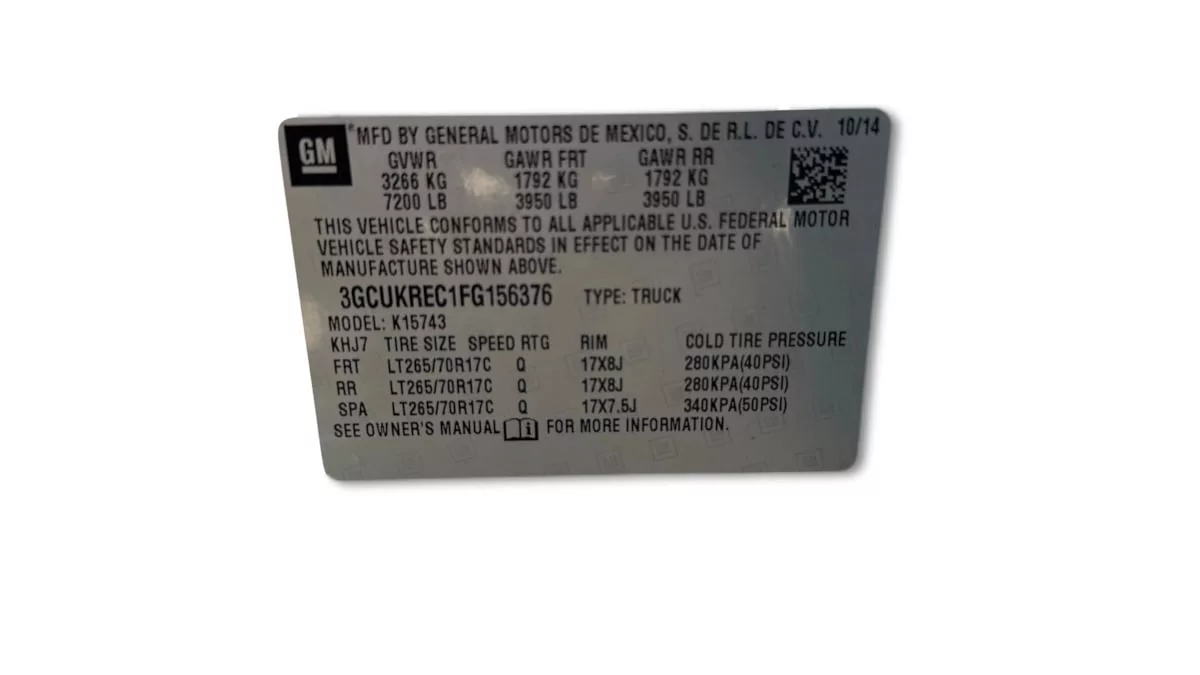 GM MFD BY GENERAL MOTORS DE MEXICO, S. DE R.L. DE C.V. 10/14
GVWR GAWR FRT GAWR RR
3266 KG 1792 KG 1792 KG
7200 LB 3950 LB 3950 LB
THIS VEHICLE CONFORMS TO ALL APPLICABLE U.S. FEDERAL MOTOR
VEHICLE SAFETY STANDARDS IN EFFECT ON THE DATE OF
MANUFACTURE SHOWN ABOVE.
3GCUKREC1FG156376 TYPE: TRUCK
MODEL: K15743
KHJ7 TIRE SIZE SPEED RTG RIM COLD TIRE PRESSURE
FRT LT265/70R17C Q 17X8J 280KPA(40PSI)
RR LT265/70R17C Q 17X8J 280KPA(40PSI)
SPA LT265/70R17C Q 17X7.5J 340KPA(50PSI)
SEE OWNER'S MANUAL FOR MORE INFORMATION.